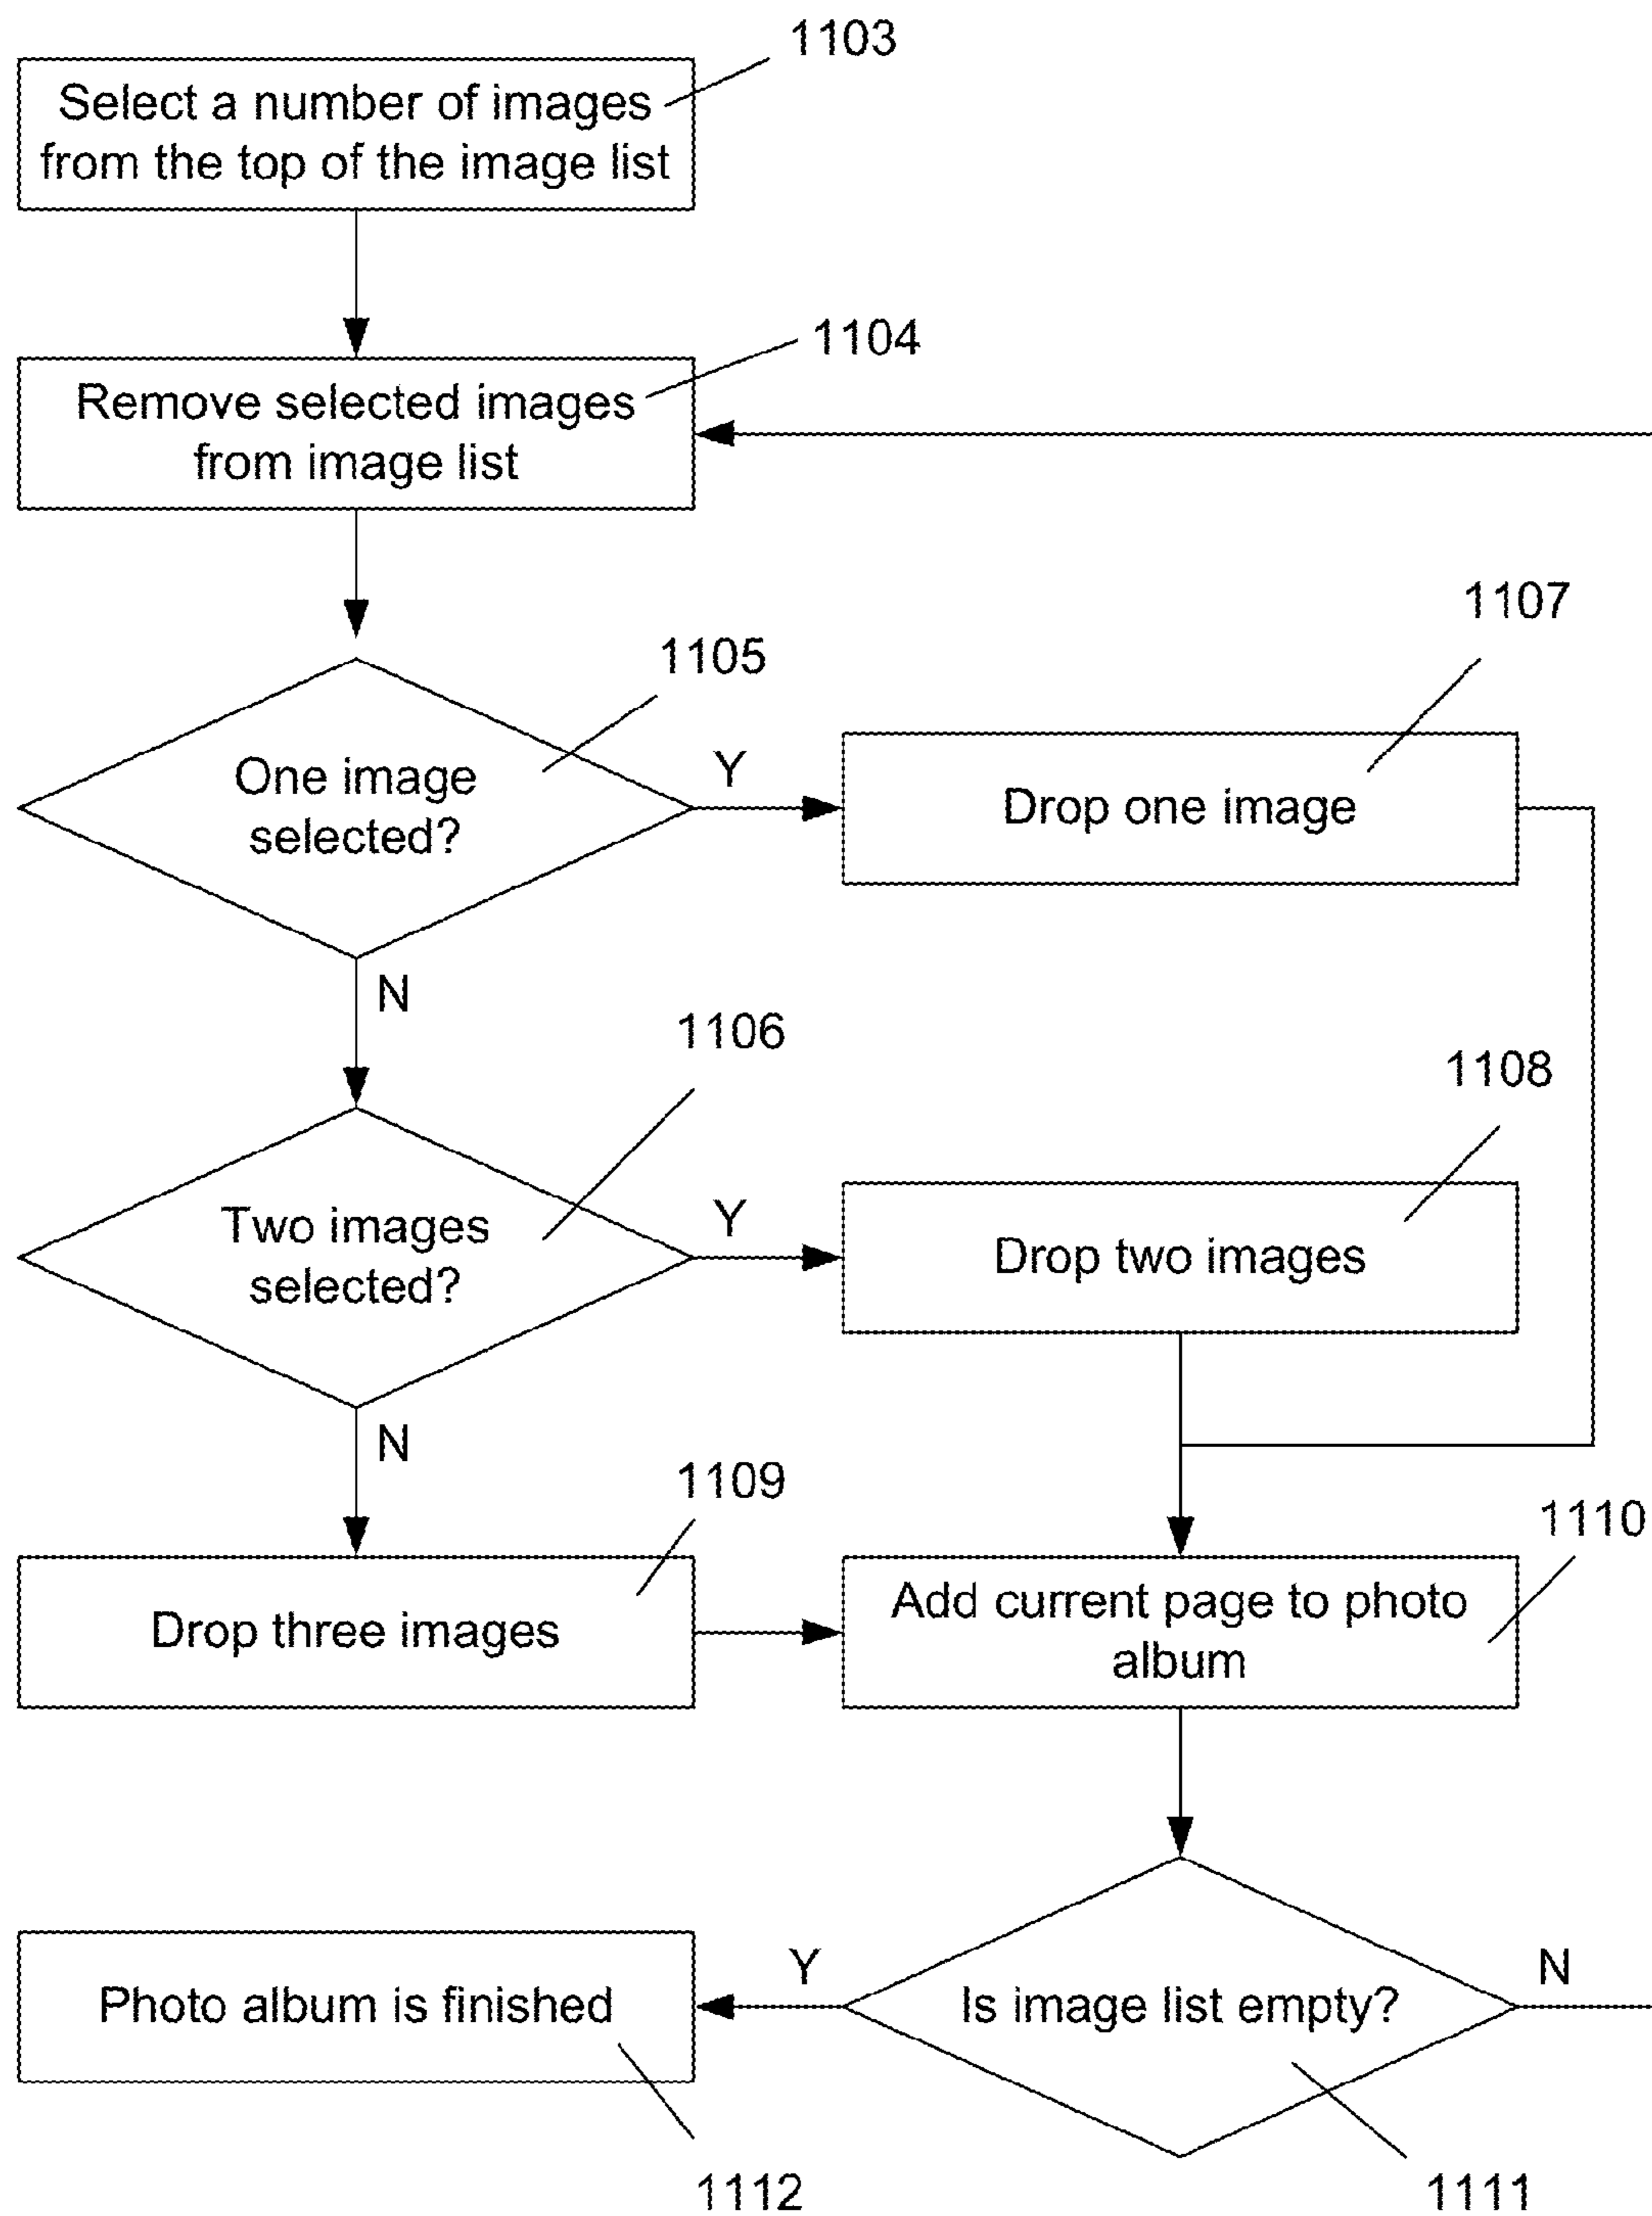 1103
Select a number of images
from the top of the image list
1104
Remove selected images
from image list
1105
One image
selected?
Y
1107
Drop one image
N
1106
Two images
selected?
Y
1108
Drop two images
N
1109
Drop three images
1110
Add current page to photo
album
Is image list empty?
1111
Y
N
Photo album is finished
1112